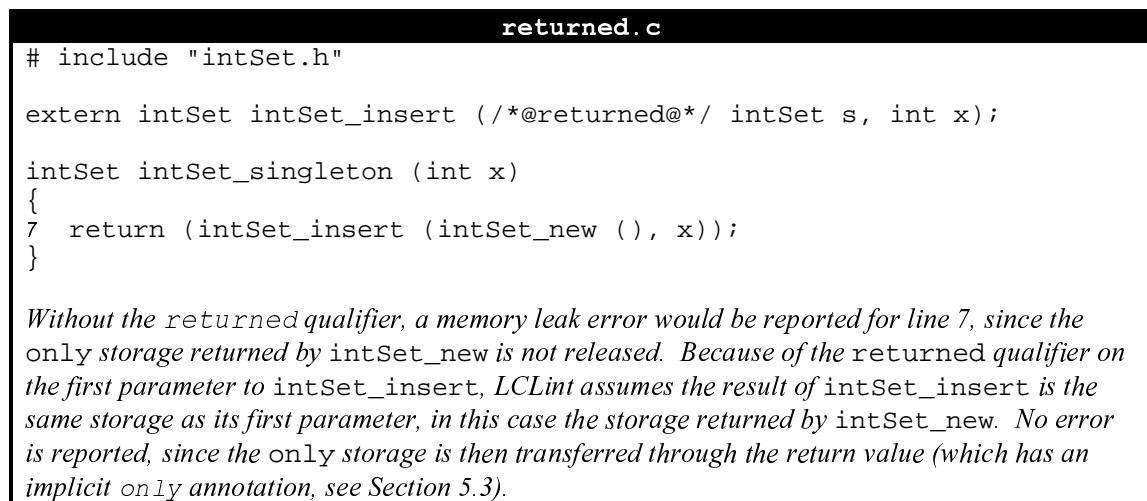 returned.c
# include "intSet.h"
extern intSet intSet_insert (/*@returned@*/ intSet s, int x);
intSet intSet_singleton (int x)
{
7 return (intSet_insert (intSet_new (), x));
}
Without the returned qualifier, a memory leak error would be reported for line 7, since the
only storage returned by intSet_new is not released. Because of the returned qualifier on
the first parameter to intSet_insert, LCLint assumes the result of intSet_insert is the
same storage as its first parameter, in this case the storage returned by intSet_new. No error
is reported, since the only storage is then transferred through the return value (which has an
implicit only annotation, see Section 5.3).